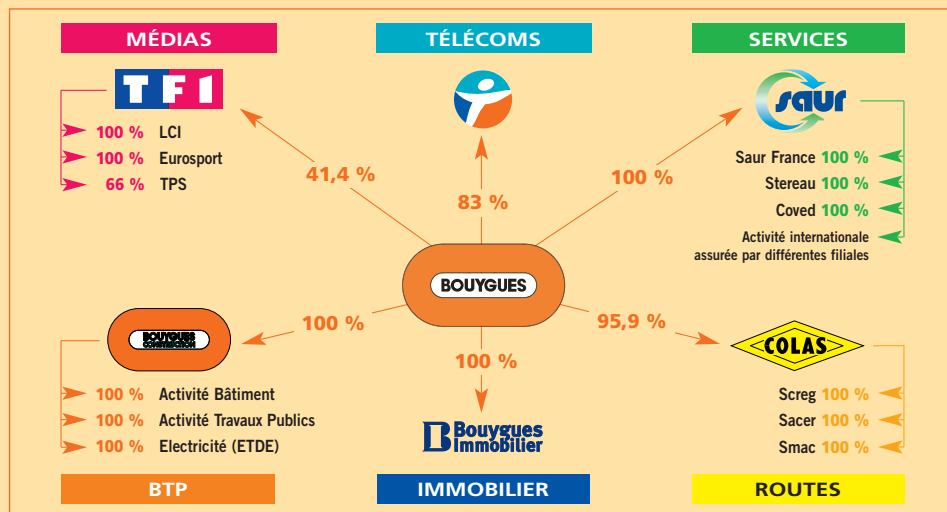 MÉDIAS
TÉLÉCOMS
SERVICES
TF1
saur
100 % LCI
100 % Eurosport
66 % TPS
41,4 %
83 %
100 %
Saur France 100 %
Stereau 100 %
Coved 100 %
Activité internationale
assurée par différentes filiales
BOUYGUES
BOUYGUES
CONSTRUCTION
100 %
100 %
95,9 %
COLAS
100 % Activité Bâtiment
100 % Activité Travaux Publics
100 % Electricité (ETDE)
Bouygues
Immobilier
Screg 100 %
Sacer 100 %
Smac 100 %
BTP
IMMOBILIER
ROUTES